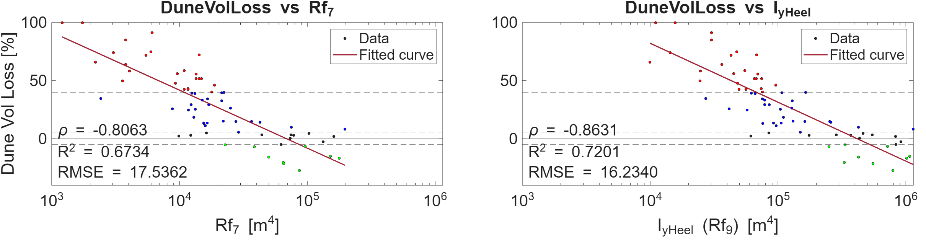 DuneVolLoss vs Rf₇
100
50
0
Dune Vol Loss [%]
Data
Fitted curve
ρ = -0.8063
R² = 0.6734
RMSE = 17.5362
10³ 10⁴ 10⁵ 10⁶
Rf₇ [m⁴]
DuneVolLoss vs I_yHeel
100
50
0
Data
Fitted curve
ρ = -0.8631
R² = 0.7201
RMSE = 16.2340
10³ 10⁴ 10⁵ 10⁶
I_yHeel (Rf₉) [m⁴]